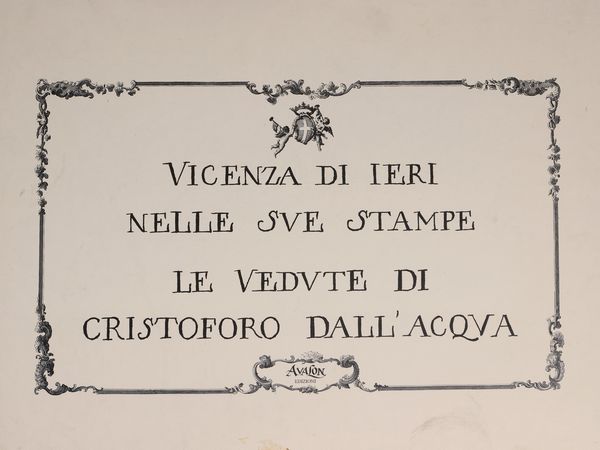 VICENZA DI IERI
NELLE SVE STAMPE
LE VEDVTE DI
CRISTOFORO DALL'ACQVA
AVALON
EDIZIONI